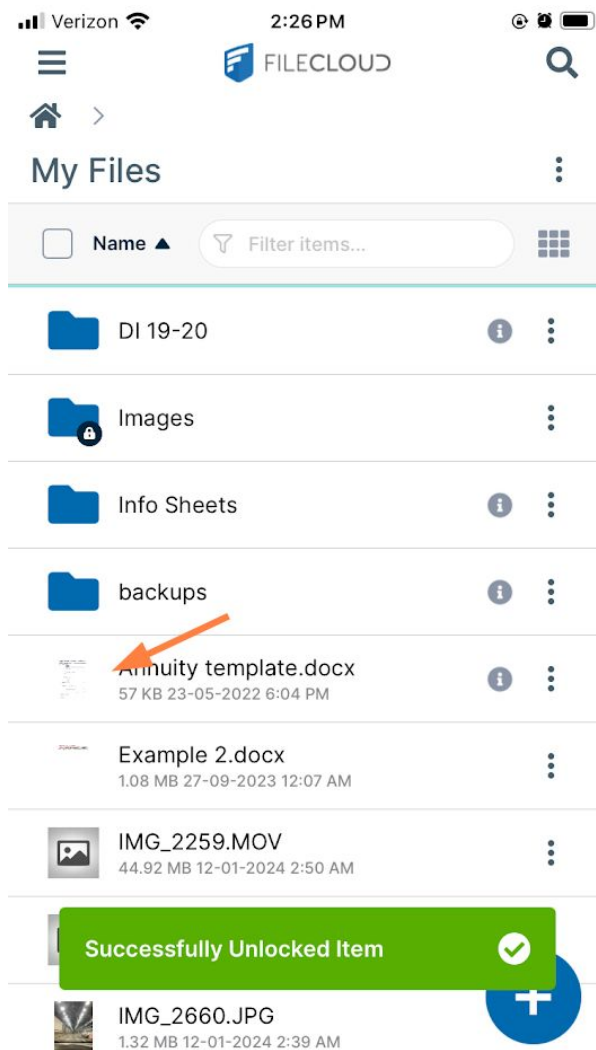 Verizon 2:26 PM
FILECLOUD
My Files
Name Filter items...
DI 19-20
Images
Info Sheets
backups
Annuity template.docx
57 KB 23-05-2022 6:04 PM
Example 2.docx
1.08 MB 27-09-2023 12:07 AM
IMG_2259.MOV
44.92 MB 12-01-2024 2:50 AM
Successfully Unlocked Item
IMG_2660.JPG
1.32 MB 12-01-2024 2:39 AM